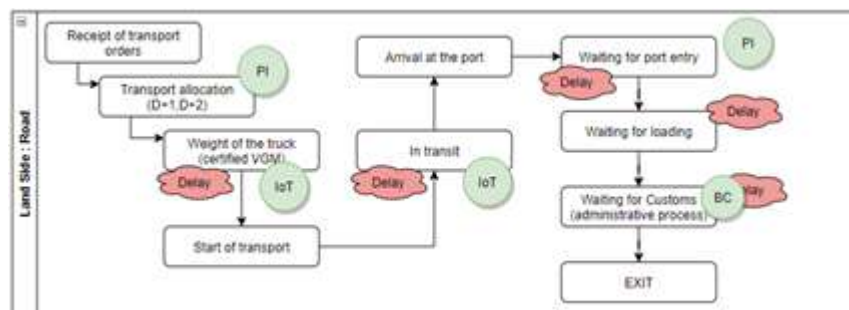 Land Side : Road
Receipt of transport
orders
PI
Transport allocation
(D+1,D+2)
Weight of the truck
(certified VGM)
Delay
IoT
Start of transport
Arrival at the port
In transit
Delay
IoT
Waiting for port entry
PI
Delay
Waiting for loading
Delay
Waiting for Customs
(administrative process)
BC
elay
EXIT